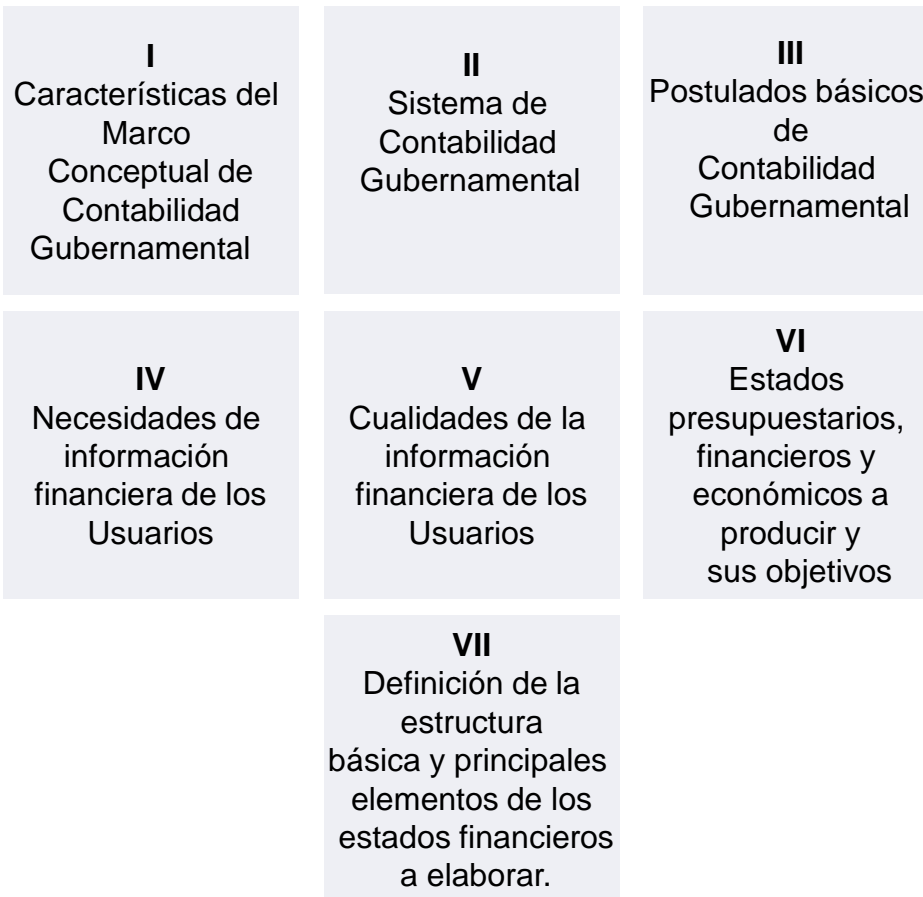 I
Características del
Marco
Conceptual de
Contabilidad
Gubernamental
II
Sistema de
Contabilidad
Gubernamental
III
Postulados básicos
de
Contabilidad
Gubernamental
IV
Necesidades de
información
financiera de los
Usuarios
V
Cualidades de la
información
financiera de los
Usuarios
VI
Estados
presupuestarios,
financieros y
económicos a
producir y
sus objetivos
VII
Definición de la
estructura
básica y principales
elementos de los
estados financieros
a elaborar.